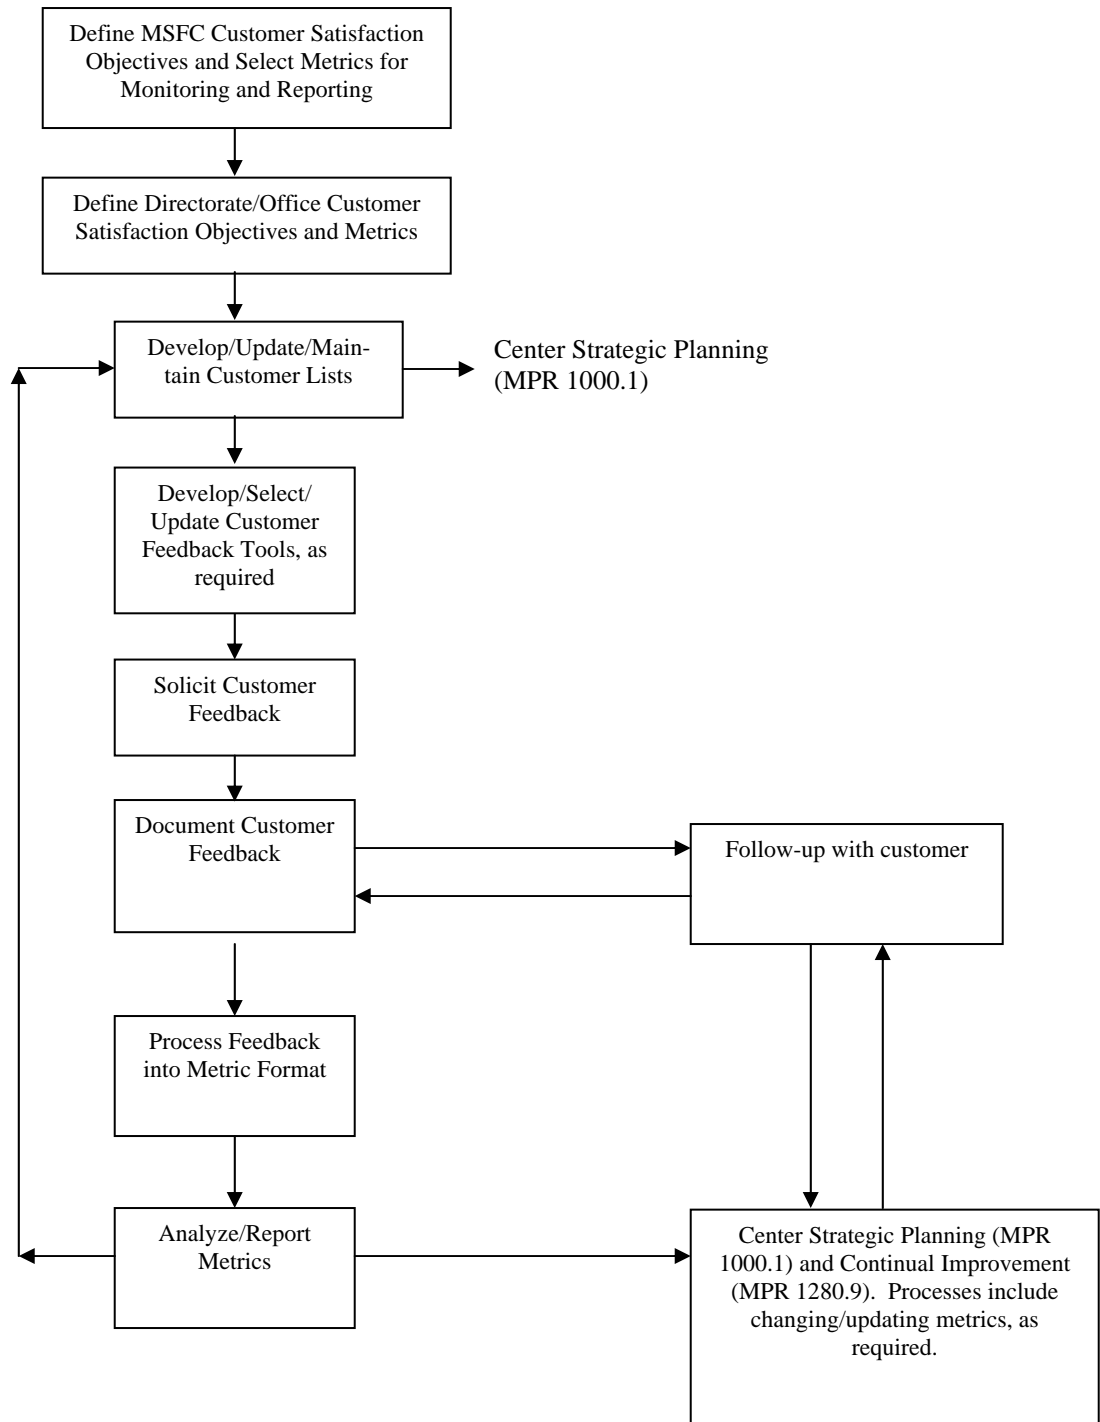 Define MSFC Customer Satisfaction
Objectives and Select Metrics for
Monitoring and Reporting
Define Directorate/Office Customer
Satisfaction Objectives and Metrics
Develop/Update/Main-
tain Customer Lists
Center Strategic Planning
(MPR 1000.1)
Develop/Select/
Update Customer
Feedback Tools, as
required
Solicit Customer
Feedback
Document Customer
Feedback
Follow-up with customer
Process Feedback
into Metric Format
Analyze/Report
Metrics
Center Strategic Planning (MPR
1000.1) and Continual Improvement
(MPR 1280.9).  Processes include
changing/updating metrics, as
required.